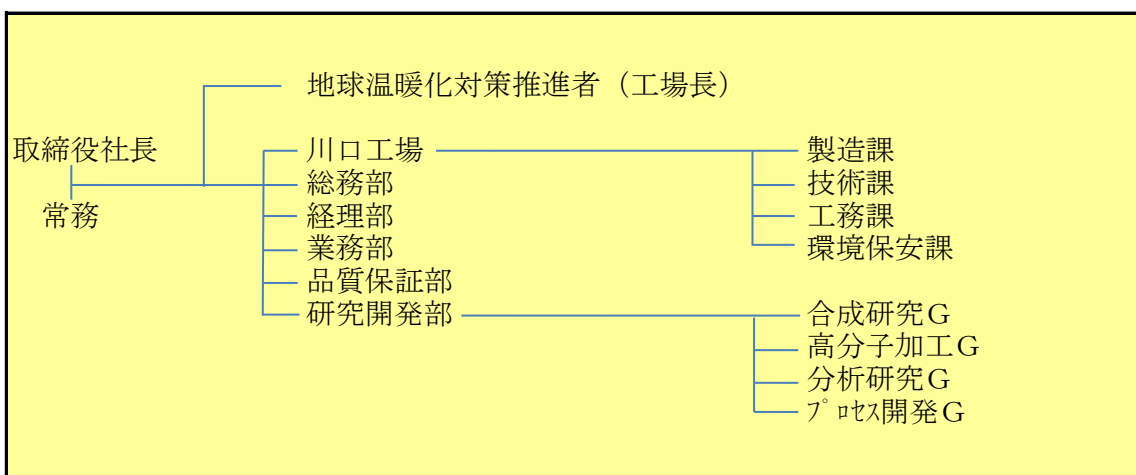 地球温暖化対策推進者（工場長）
取締役社長
常務
川口工場
総務部
経理部
業務部
品質保証部
研究開発部
製造課
技術課
工務課
環境保安課
合成研究Ｇ
高分子加工Ｇ
分析研究Ｇ
ﾌﾟﾛｾｽ開発Ｇ